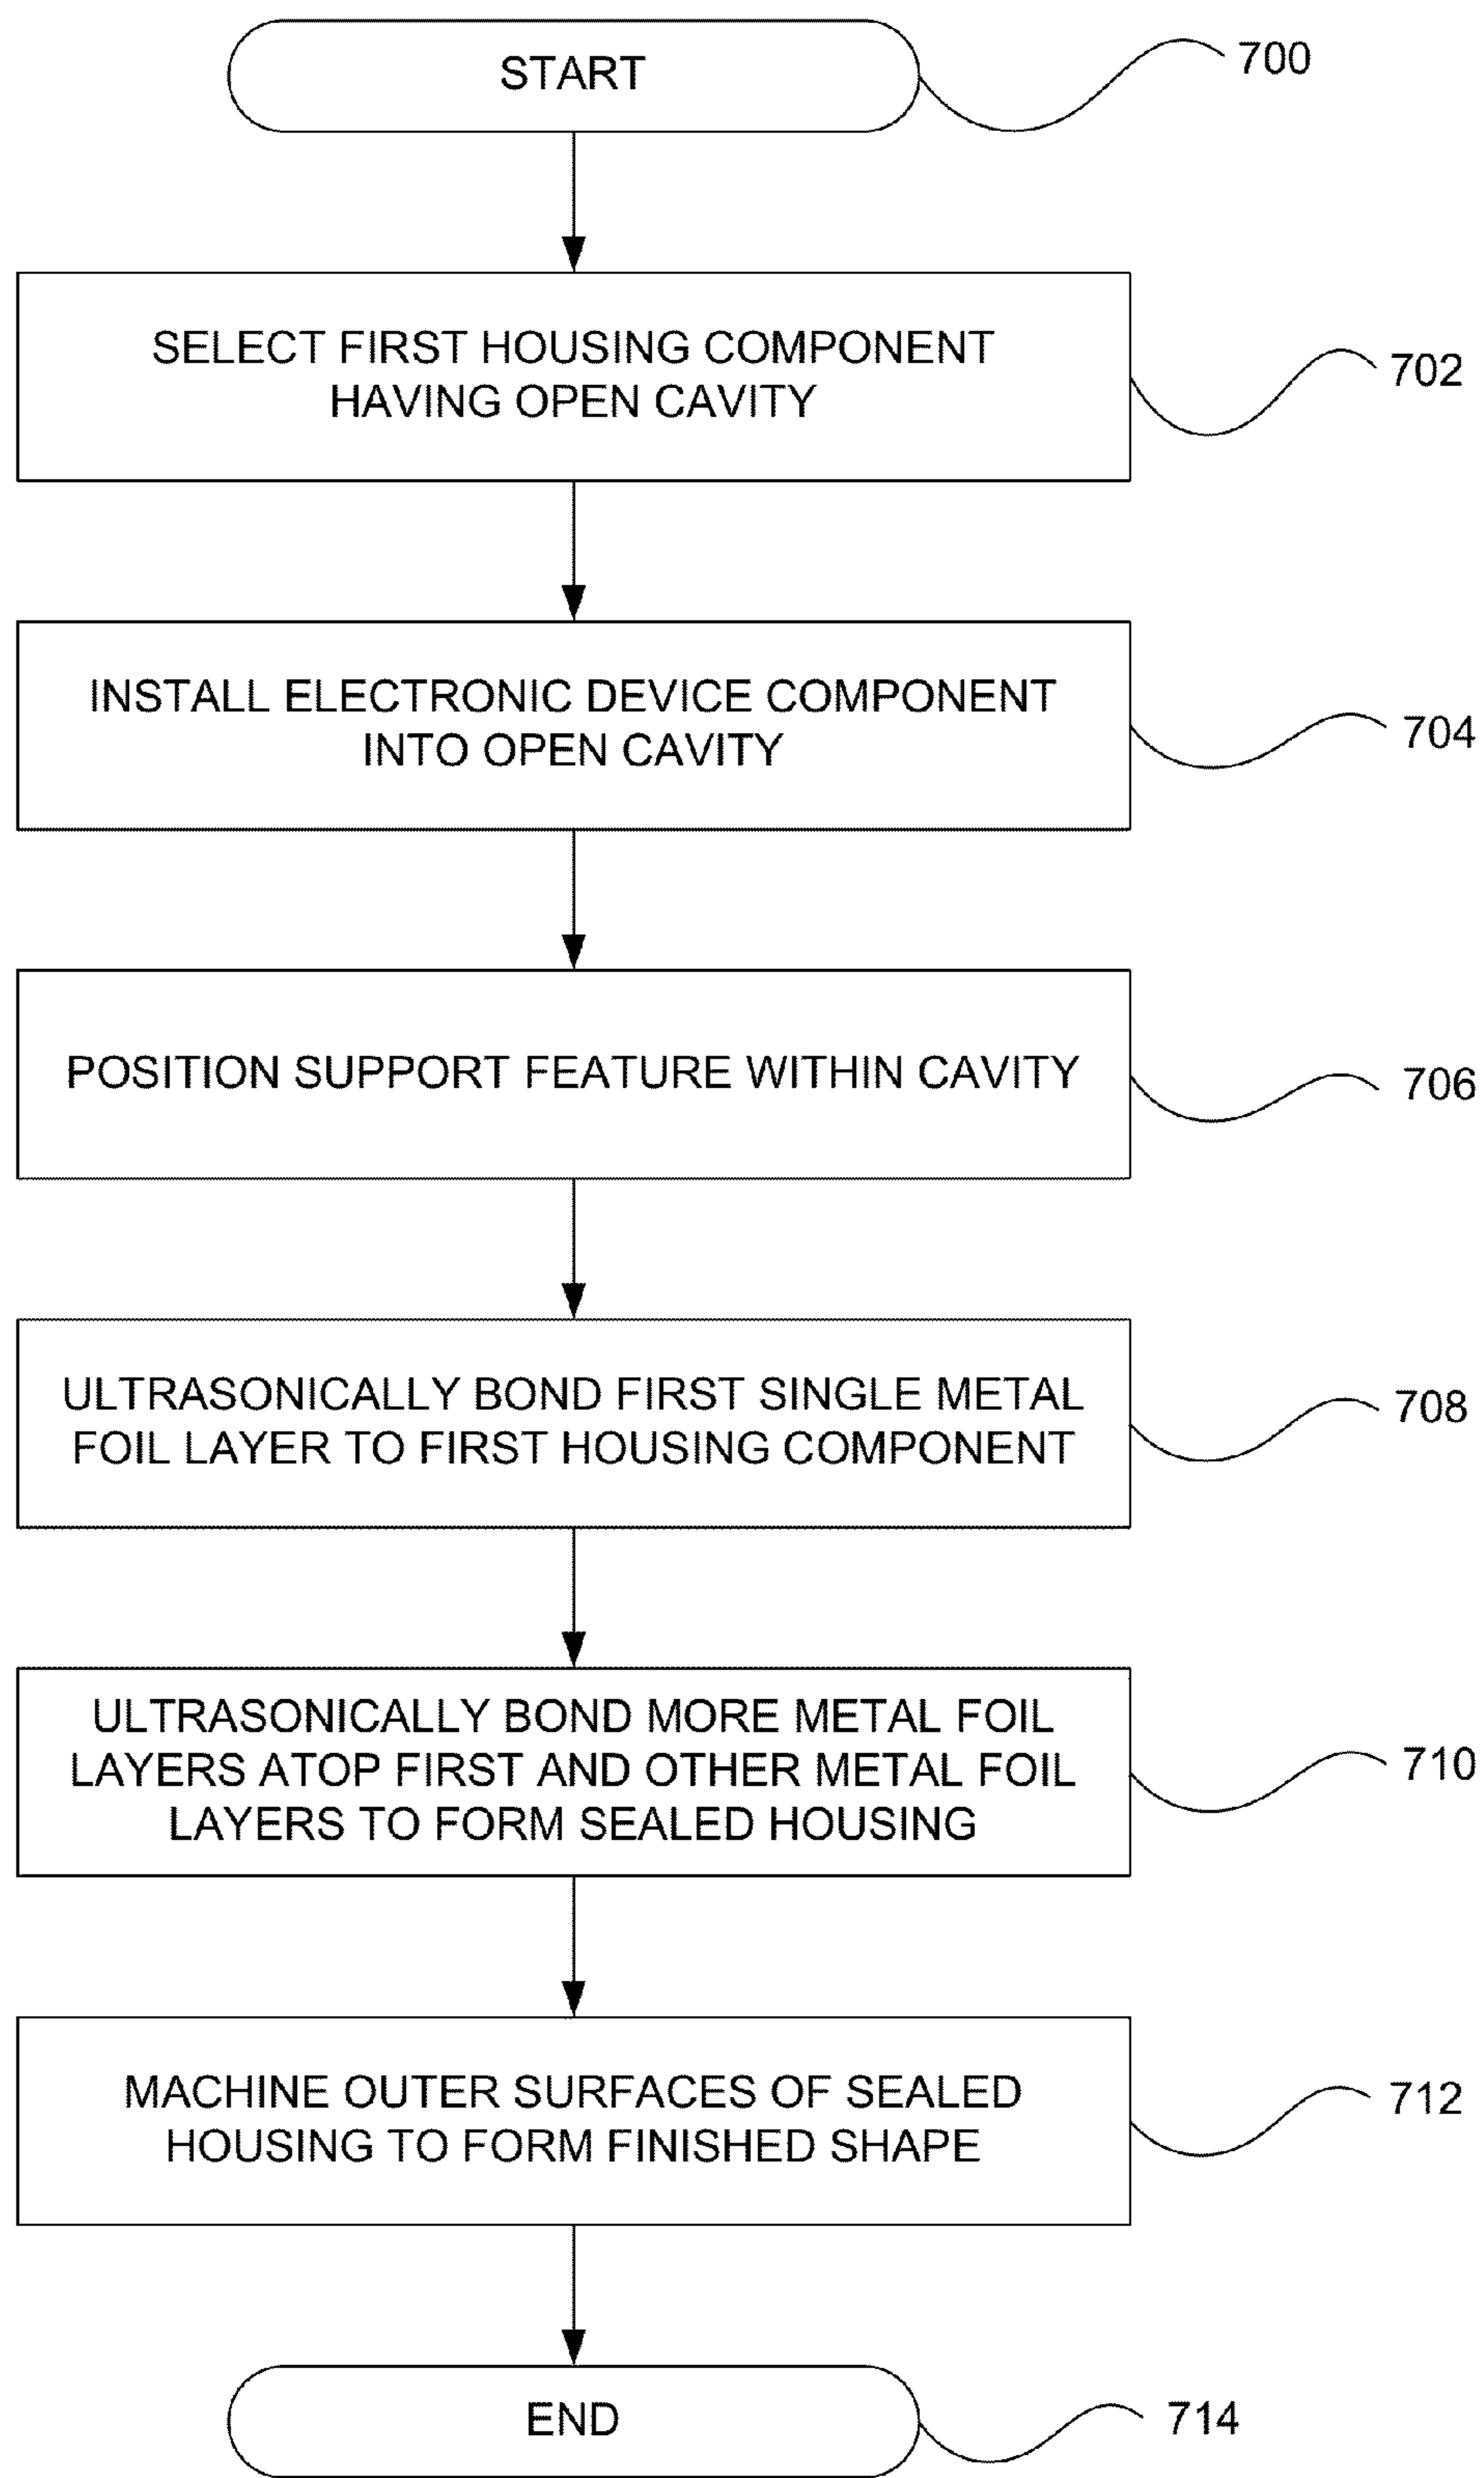 START
700
SELECT FIRST HOUSING COMPONENT
HAVING OPEN CAVITY
702
INSTALL ELECTRONIC DEVICE COMPONENT
INTO OPEN CAVITY
704
POSITION SUPPORT FEATURE WITHIN CAVITY
706
ULTRASONICALLY BOND FIRST SINGLE METAL
FOIL LAYER TO FIRST HOUSING COMPONENT
708
ULTRASONICALLY BOND MORE METAL FOIL
LAYERS ATOP FIRST AND OTHER METAL FOIL
LAYERS TO FORM SEALED HOUSING
710
MACHINE OUTER SURFACES OF SEALED
HOUSING TO FORM FINISHED SHAPE
712
END
714